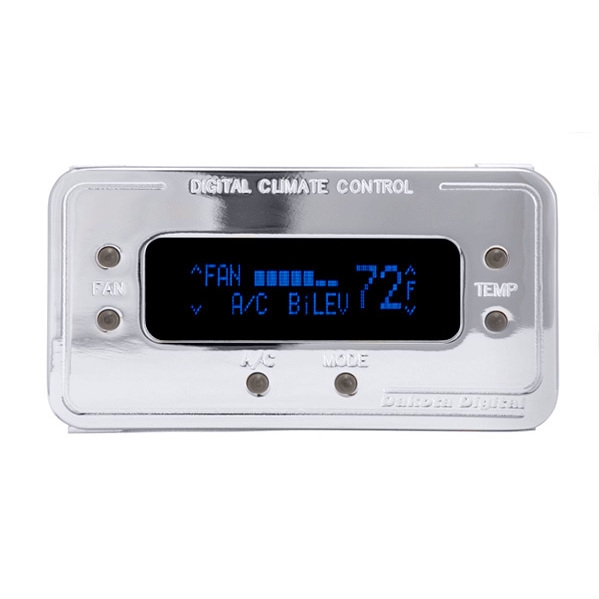 DIGITAL CLIMATE CONTROL
FAN 72 F
A/C BiLEV
FAN TEMP
A/C MODE
Dakota Digital